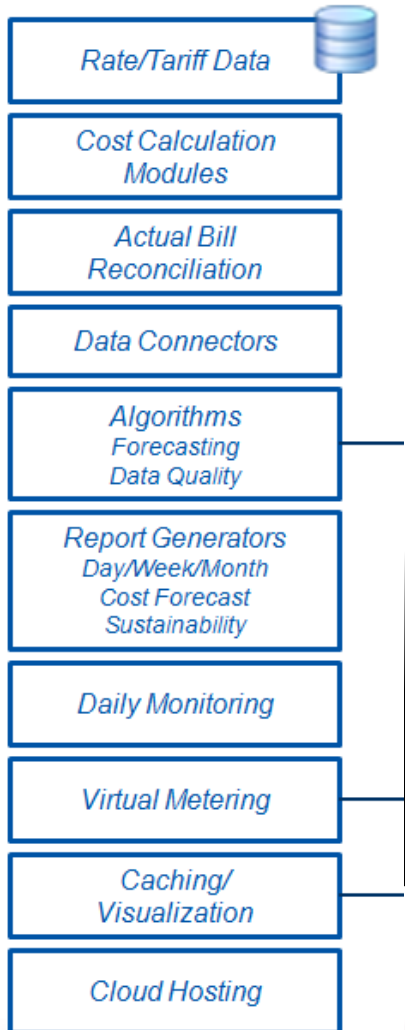 Rate/Tariff Data
Cost Calculation
Modules
Actual Bill
Reconciliation
Data Connectors
Algorithms
Forecasting
Data Quality
Report Generators
Day/Week/Month
Cost Forecast
Sustainability
Daily Monitoring
Virtual Metering
Caching/
Visualization
Cloud Hosting